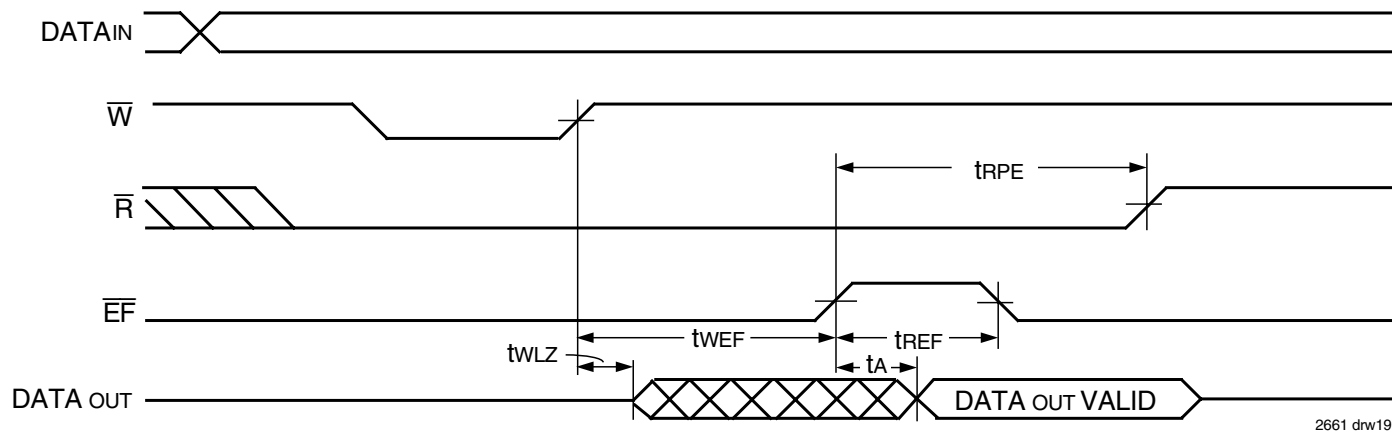 DATAIN
W
R
tRPE
EF
tWEF
tREF
tWLZ
tA
DATA OUT
DATA OUT VALID
2661 drw19